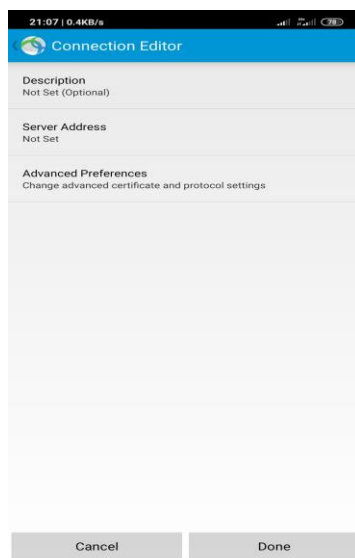 21:07 | 0.4KB/s
78
Connection Editor
Description
Not Set (Optional)
Server Address
Not Set
Advanced Preferences
Change advanced certificate and protocol settings
Cancel
Done